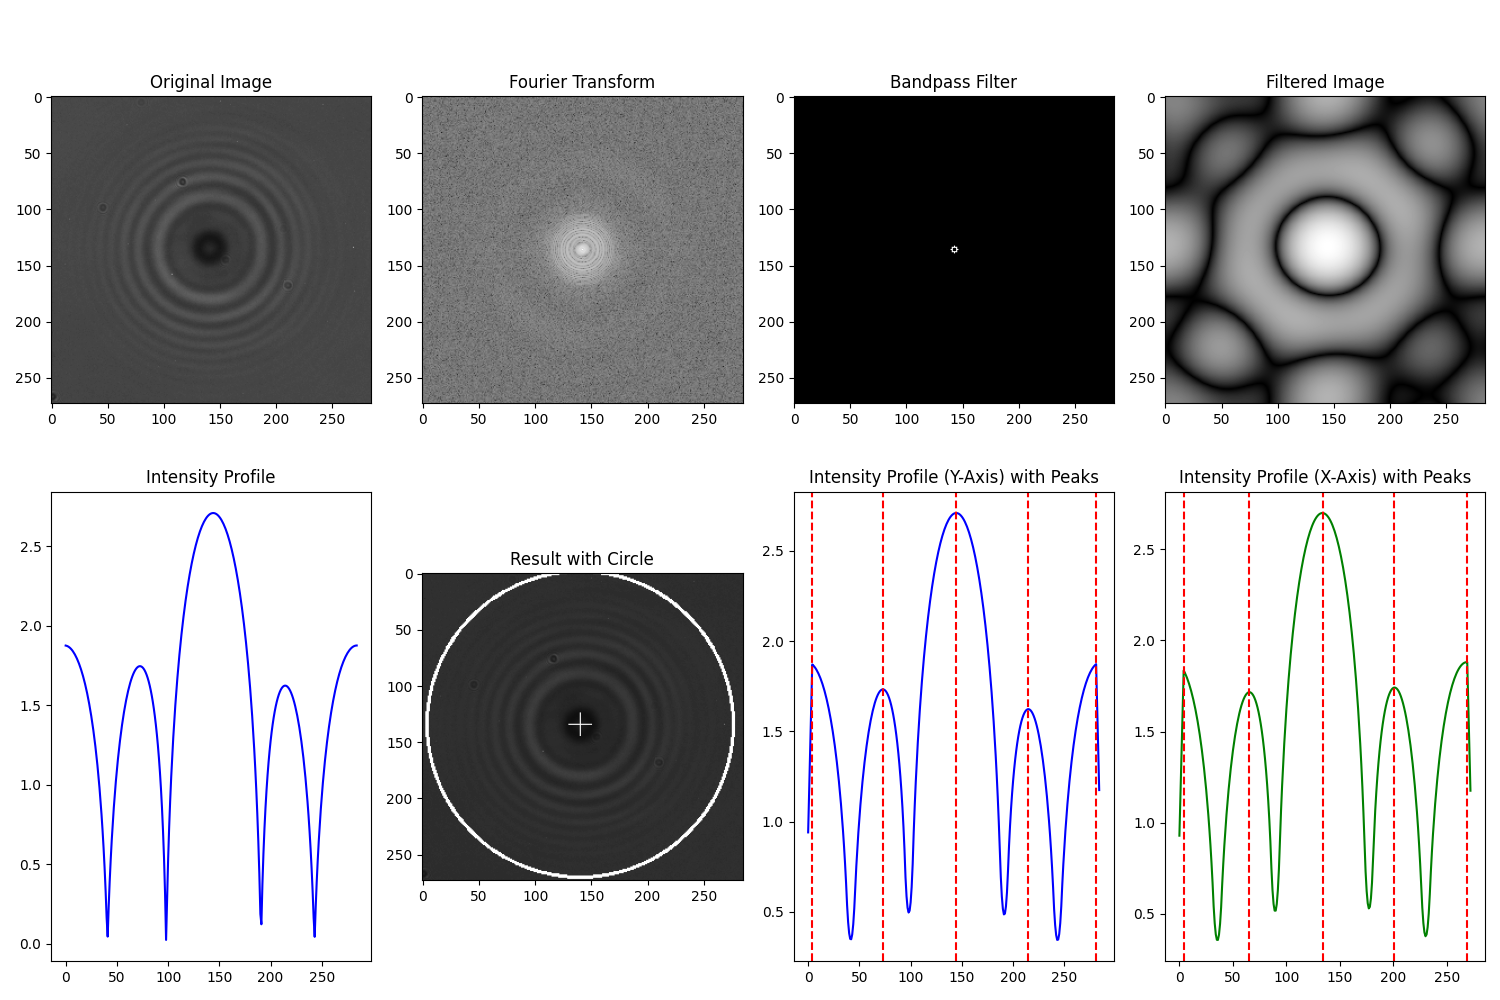 Original Image
Fourier Transform
Bandpass Filter
Filtered Image
0
50
100
150
200
250
0 50 100 150 200 250
0
50
100
150
200
250
0 50 100 150 200 250
0
50
100
150
200
250
0 50 100 150 200 250
0
50
100
150
200
250
0 50 100 150 200 250
Intensity Profile
2.5
2.0
1.5
1.0
0.5
0.0
0 50 100 150 200 250
Result with Circle
0
50
100
150
200
250
0 50 100 150 200 250
Intensity Profile (Y-Axis) with Peaks
2.5
2.0
1.5
1.0
0.5
0 50 100 150 200 250
Intensity Profile (X-Axis) with Peaks
2.5
2.0
1.5
1.0
0.5
0 50 100 150 200 250